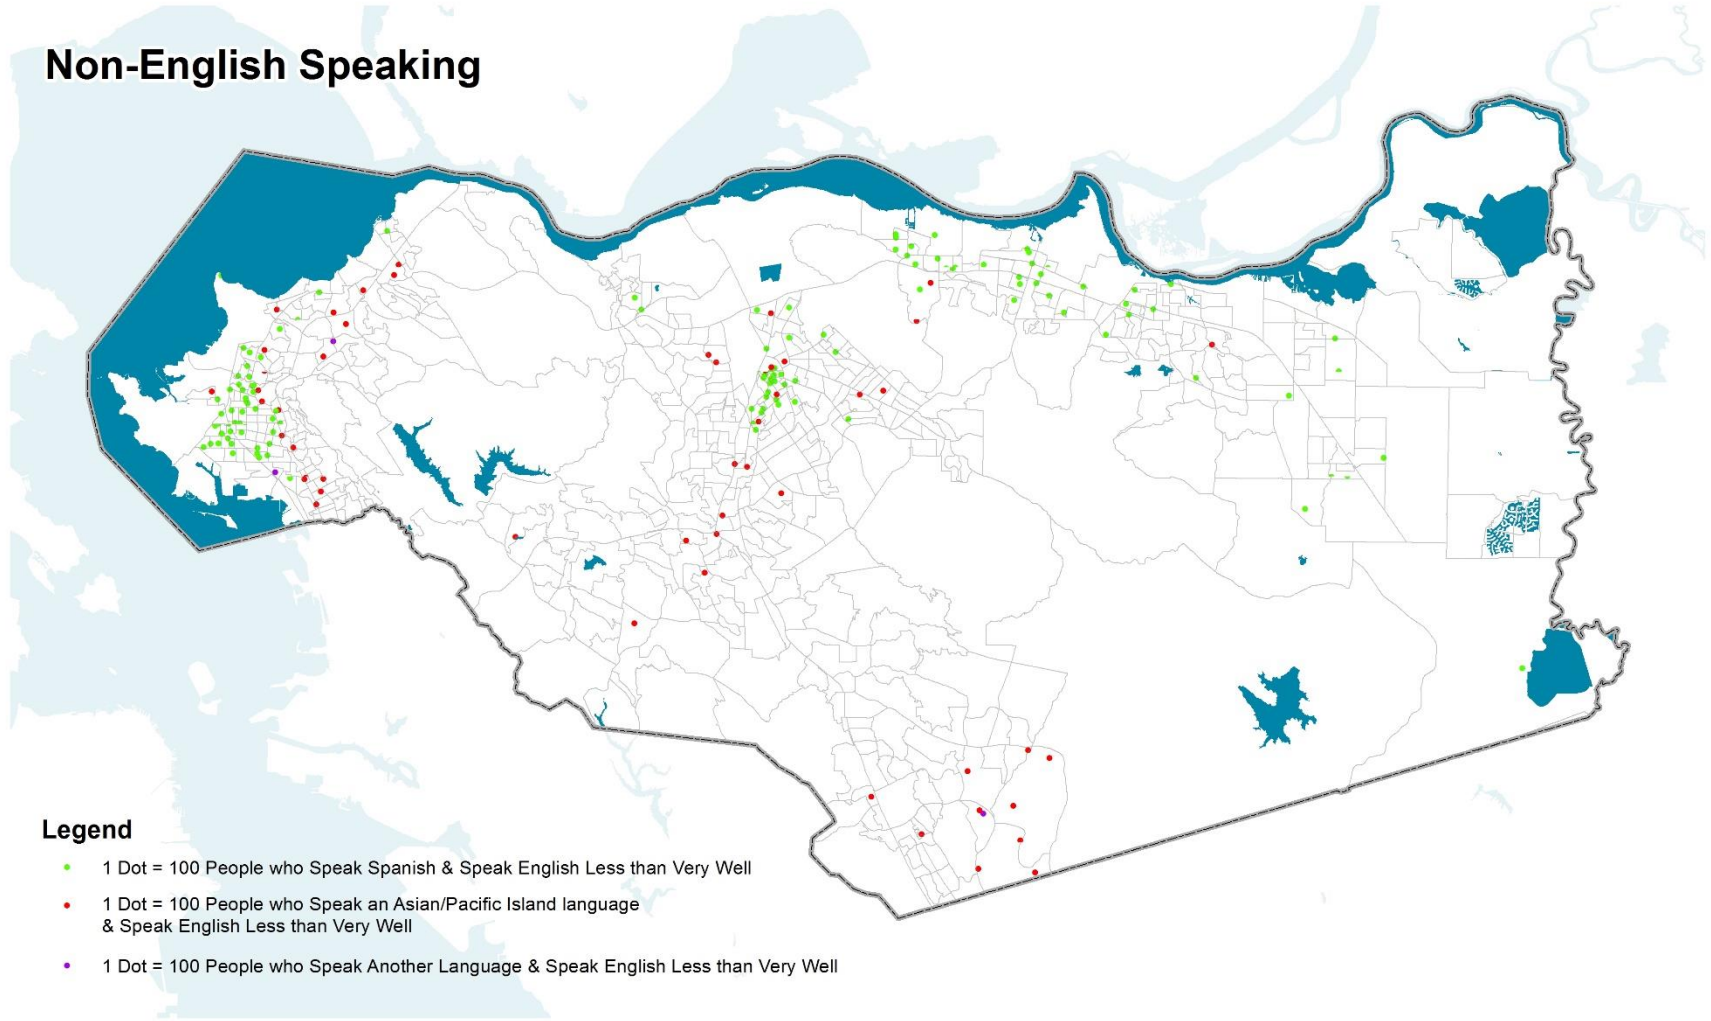 Non-English Speaking
Legend
1 Dot = 100 People who Speak Spanish & Speak English Less than Very Well
1 Dot = 100 People who Speak an Asian/Pacific Island language
& Speak English Less than Very Well
1 Dot = 100 People who Speak Another Language & Speak English Less than Very Well